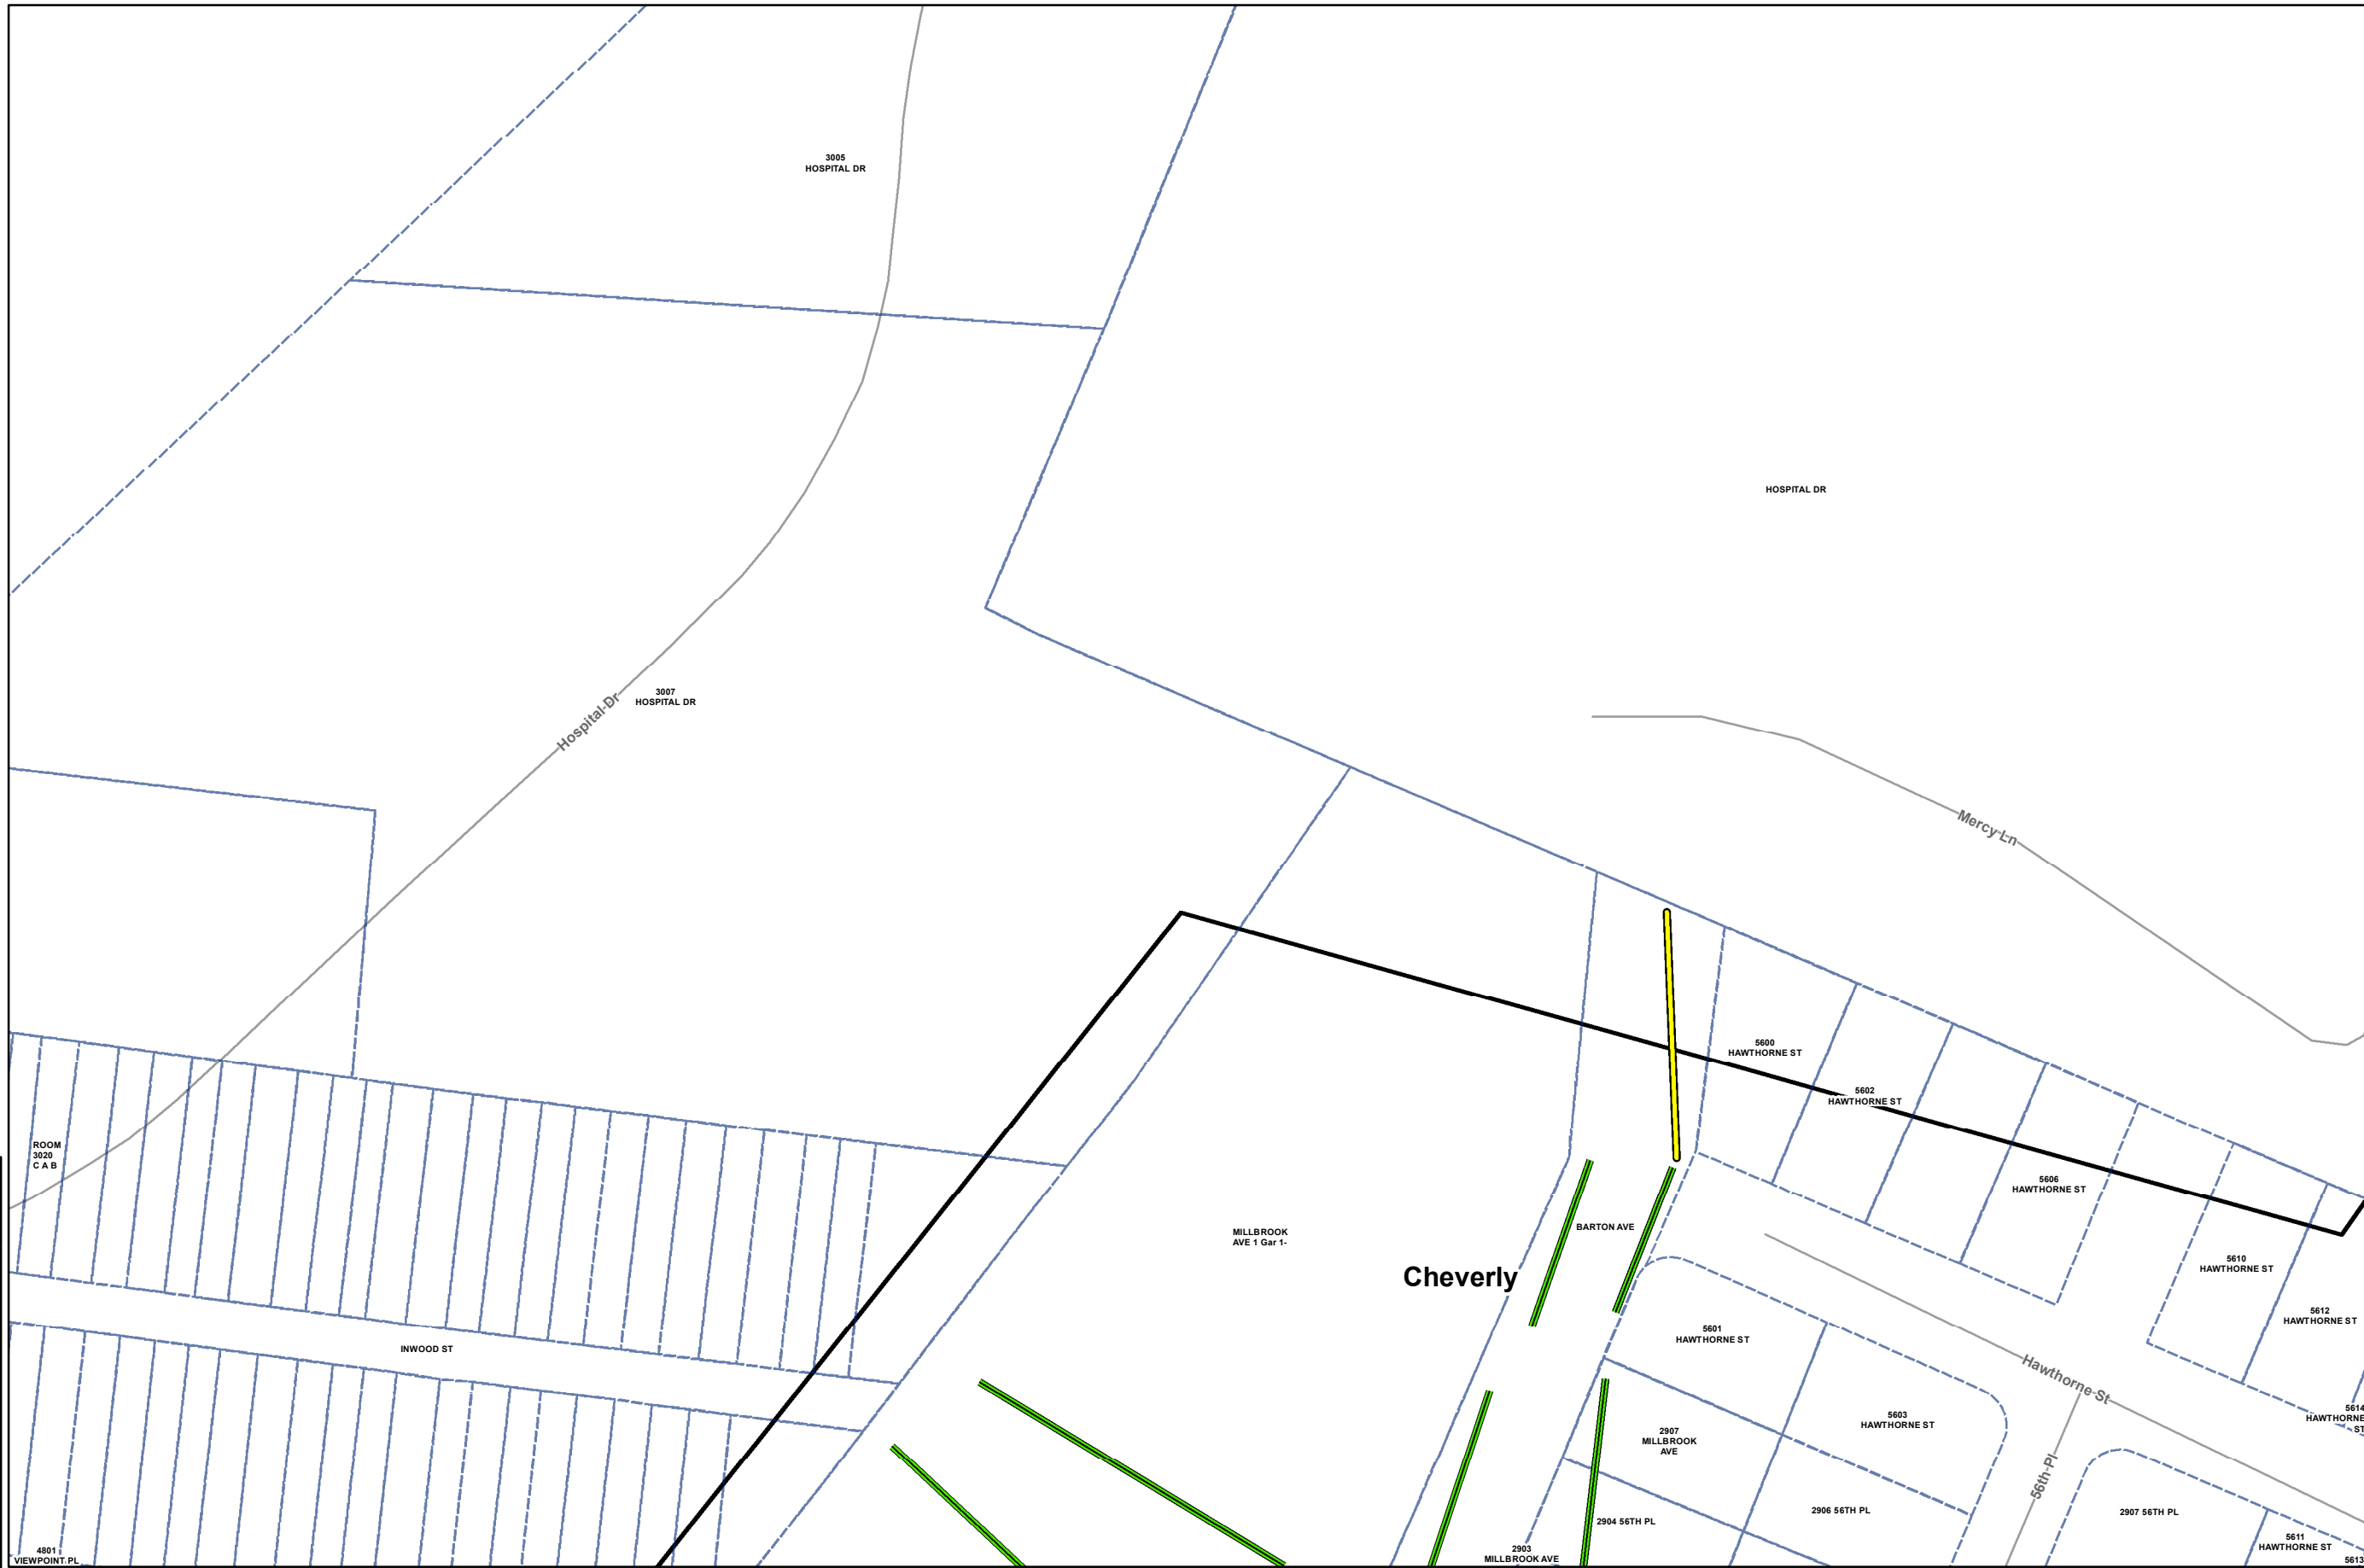 3005
HOSPITAL DR
HOSPITAL DR
3007
HOSPITAL DR
Hospital Dr
Mercy Ln
5600
HAWTHORNE ST
5602
HAWTHORNE ST
ROOM
3020
C A B
5606
HAWTHORNE ST
MILLBROOK
AVE 1 Gar 1-
BARTON AVE
Cheverly
5610
HAWTHORNE ST
5612
HAWTHORNE ST
5601
HAWTHORNE ST
INWOOD ST
Hawthorne St
5614
HAWTHORNE
ST
5603
HAWTHORNE ST
2907
MILLBROOK
AVE
56th Pl
2906 56TH PL
2907 56TH PL
2904 56TH PL
5611
HAWTHORNE ST
4801
VIEWPOINT PL
2903
MILLBROOK AVE
5613